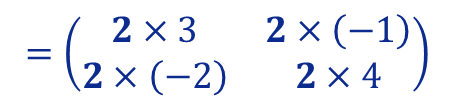 = ( 2 × 3 2 × (−1)
2 × (−2) 2 × 4 )